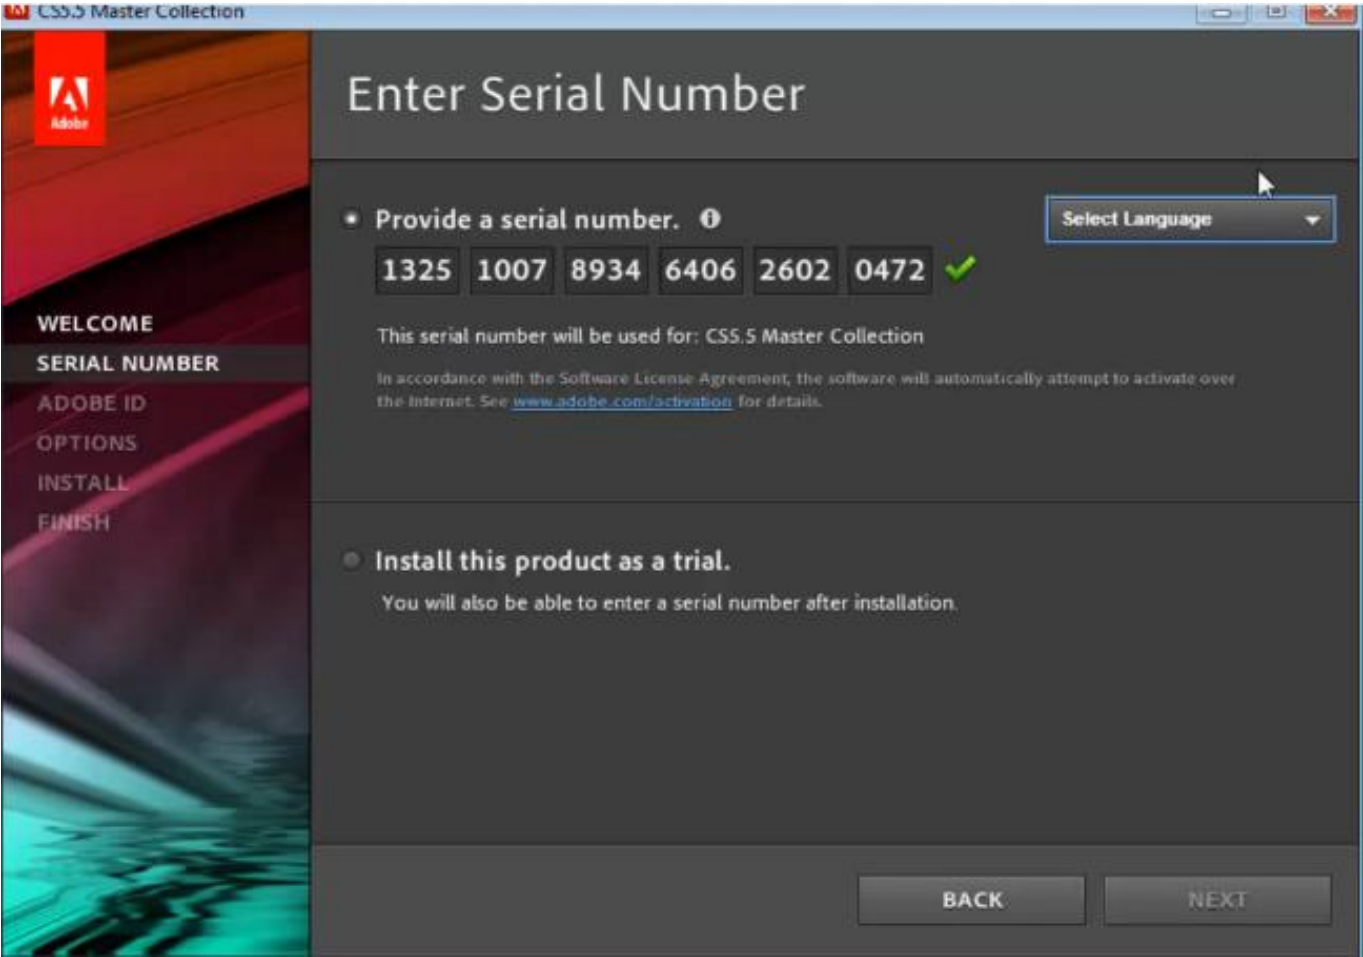 CS5.5 Master Collection
Adobe
Enter Serial Number
Provide a serial number.
Select Language
1325 1007 8934 6406 2602 0472
This serial number will be used for: CS5.5 Master Collection
In accordance with the Software License Agreement, the software will automatically attempt to activate over
the Internet. See www.adobe.com/activation for details.
WELCOME
SERIAL NUMBER
ADOBE ID
OPTIONS
INSTALL
FINISH
Install this product as a trial.
You will also be able to enter a serial number after installation.
BACK
NEXT